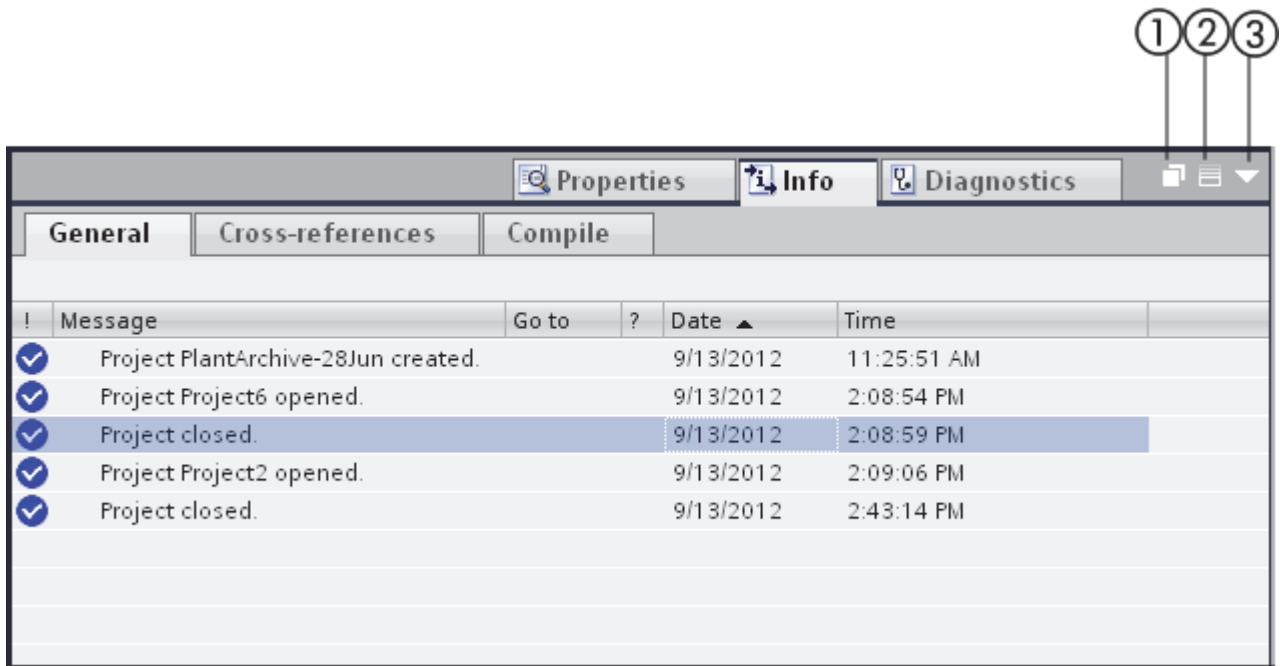 1 2 3
Properties Info Diagnostics
General Cross-references Compile
! Message Go to ? Date Time
Project PlantArchive-28Jun created. 9/13/2012 11:25:51 AM
Project Project6 opened. 9/13/2012 2:08:54 PM
Project closed. 9/13/2012 2:08:59 PM
Project Project2 opened. 9/13/2012 2:09:06 PM
Project closed. 9/13/2012 2:43:14 PM